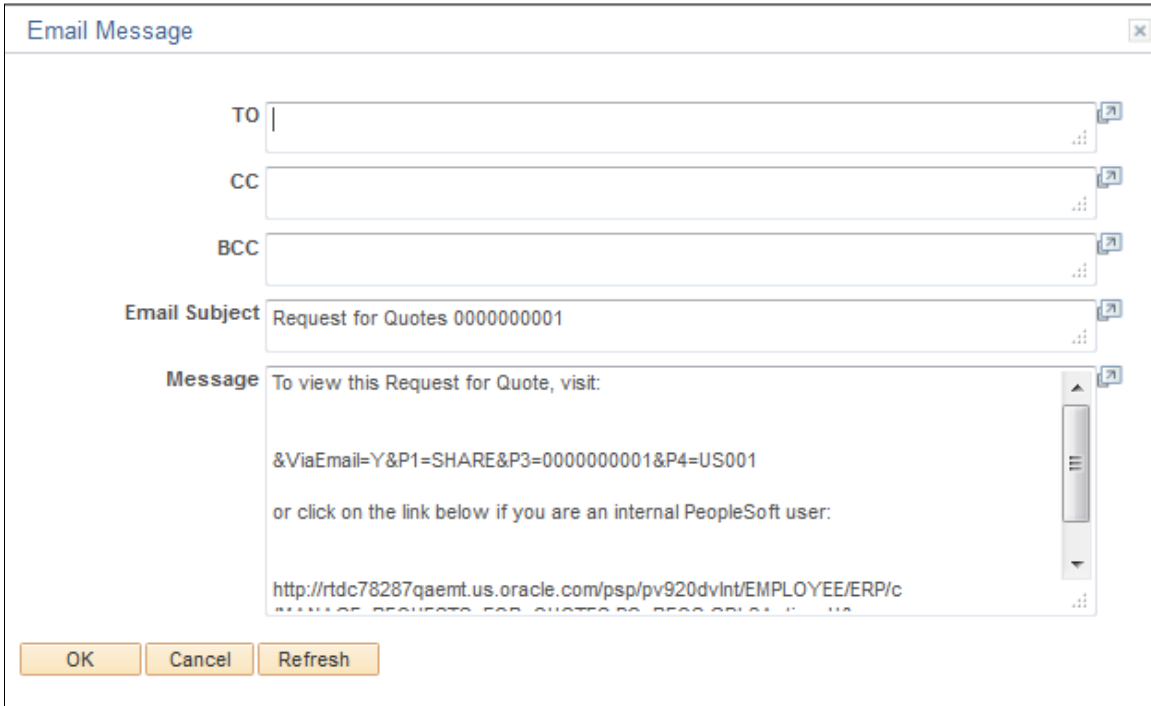 Email Message
TO
CC
BCC
Email Subject
Request for Quotes 0000000001
Message
To view this Request for Quote, visit:
&ViaEmail=Y&P1=SHARE&P3=0000000001&P4=US001
or click on the link below if you are an internal PeopleSoft user:
http://rtdc78287qaemt.us.oracle.com/psp/pv920dvlnt/EMPLOYEE/ERP/c
OK Cancel Refresh